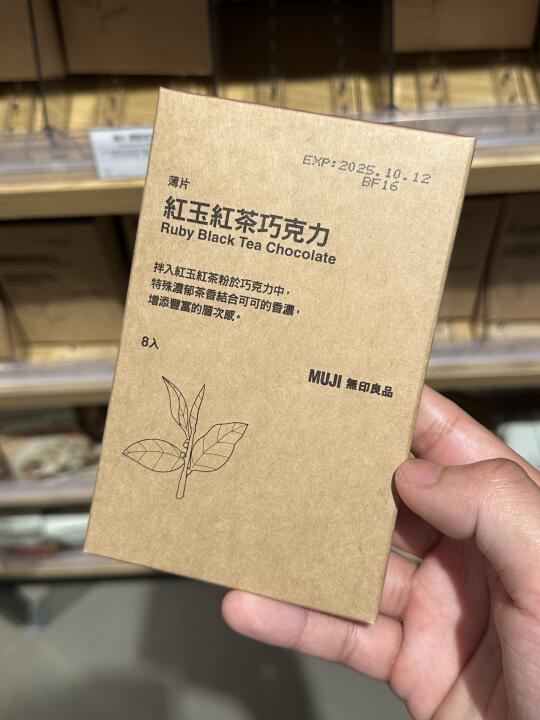 EXP:2025.10.12
BF16
薄片
紅玉紅茶巧克力
Ruby Black Tea Chocolate
拌入紅玉紅茶粉於巧克力中，
特殊濃郁茶香結合可可的香濃，
增添豐富的層次感。
8入
MUJI 無印良品